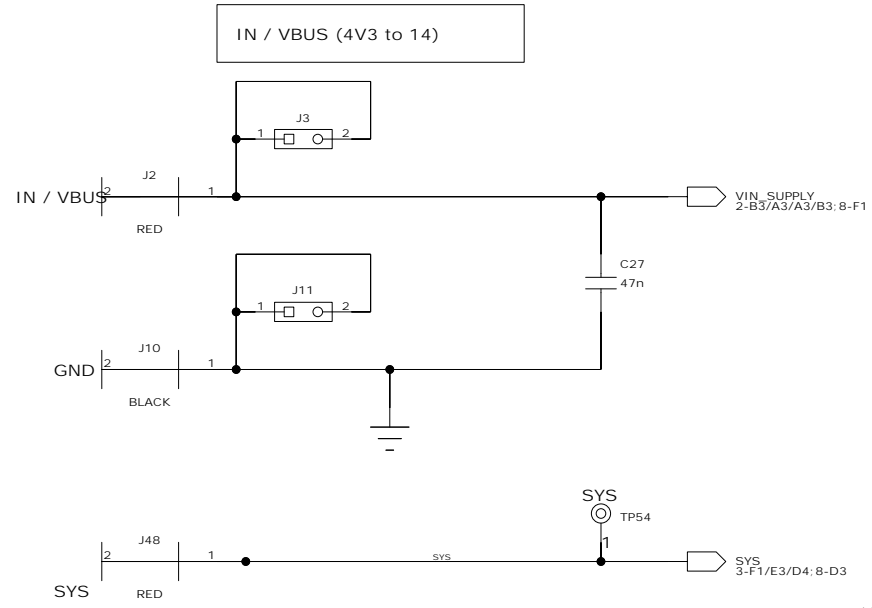 IN / VBUS (4V3 to 14)
J3
1 2
J2
IN / VBUS 2 1
RED
VIN_SUPPLY
2-B3/A3/A3/B3;8-F1
C27
47n
J11
1 2
J10
GND 2 1
BLACK
SYS
TP54
1
J48
2 1 SYS
SYS
3-F1/E3/D4;8-D3
SYS
RED